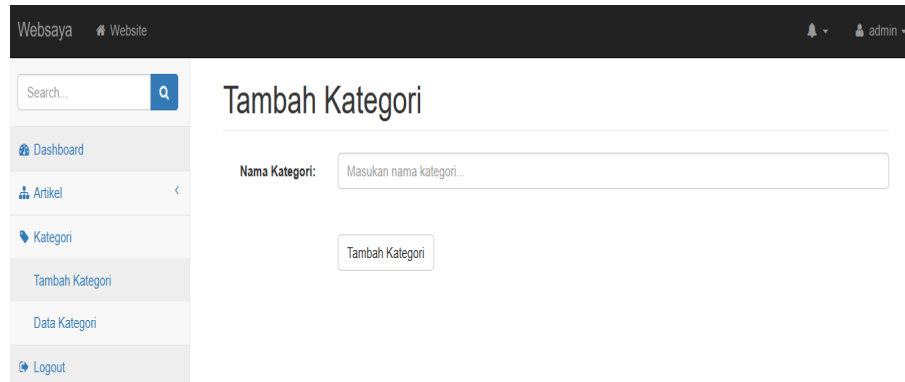 Websaya Website admin
Search...
Dashboard
Artikel
Kategori
Tambah Kategori
Data Kategori
Logout
Tambah Kategori
Nama Kategori: Masukan nama kategori...
Tambah Kategori